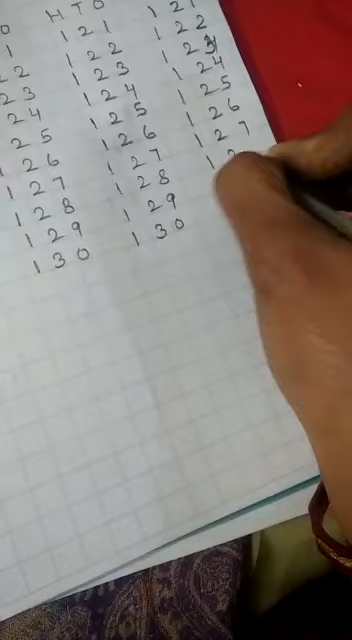 O H T O
1 1 2 1 1 2 1
2 2 1 2 2 1 2 2
2 3 1 2 3 1 2 3
2 4 1 2 4 1 2 4
2 5 1 2 5 1 2 5
1 2 6 1 2 6 1 2 6
1 2 7 1 2 7 1 2 7
1 2 8 1 2 8 1 2
1 2 9 1 2 9
1 3 0 1 3 0